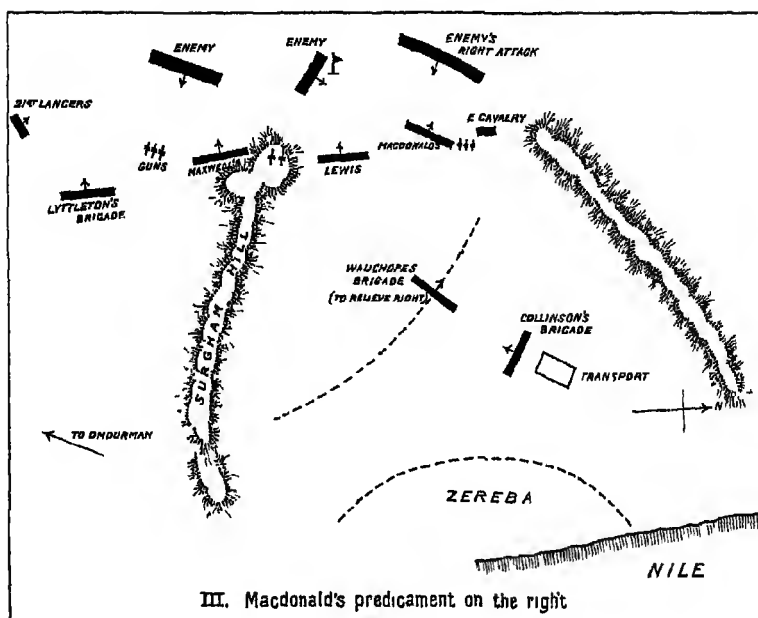 ENEMY
ENEMY
ENEMY'S
RIGHT ATTACK
21ST LANCERS
GUNS
MAXWELL
LEWIS
MACDONALD'S
E CAVALRY
LYTTLETON'S
BRIGADE
SURGHAM HILL
WAUCHOPES
BRIGADE
(TO RELIEVE RIGHT)
COLLINSON'S
BRIGADE
TRANSPORT
N
TO OMDURMAN
ZEREBA
NILE
III. Macdonald's predicament on the right